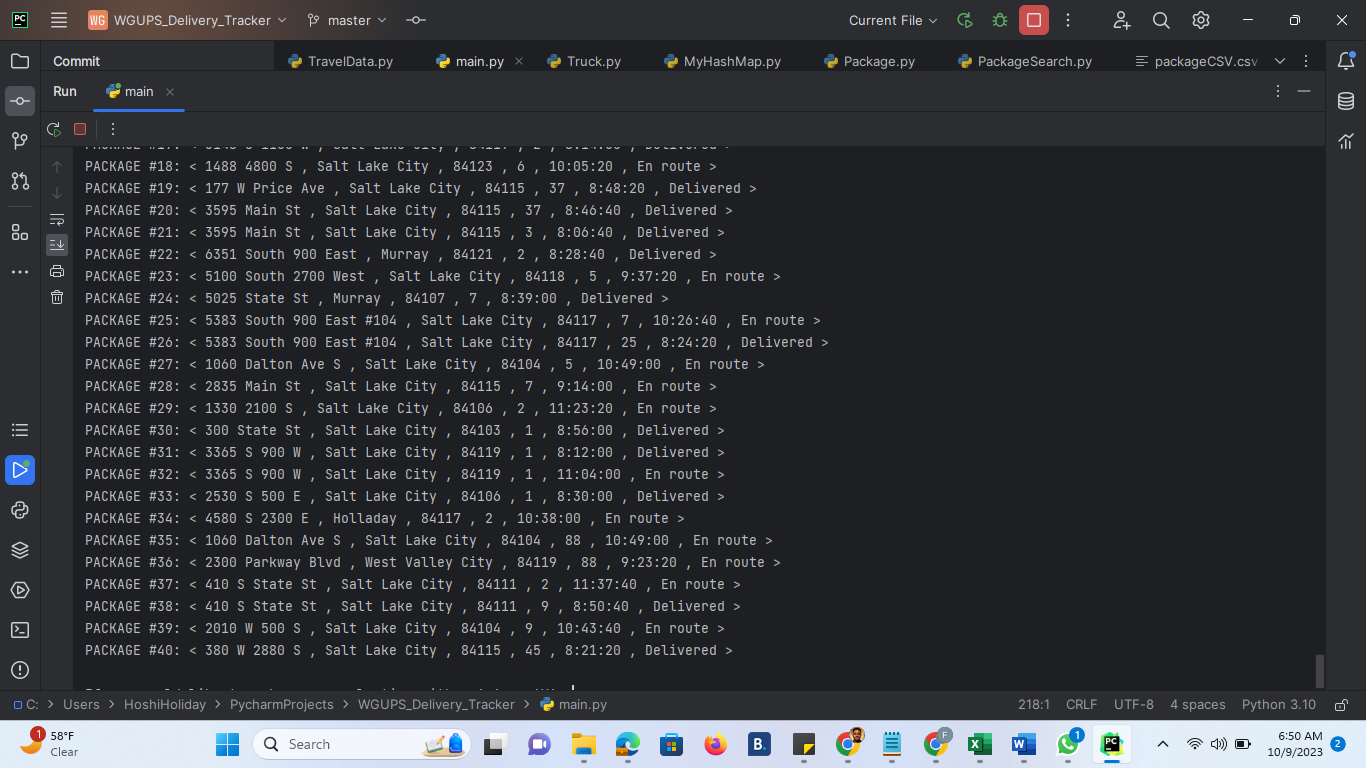 PC WG WGUPS_Delivery_Tracker master Current File
Commit TravelData.py main.py Truck.py MyHashMap.py Package.py PackageSearch.py packageCSV.csv
Run main
PACKAGE #18: < 1488 4800 S , Salt Lake City , 84123 , 6 , 10:05:20 , En route >
PACKAGE #19: < 177 W Price Ave , Salt Lake City , 84115 , 37 , 8:48:20 , Delivered >
PACKAGE #20: < 3595 Main St , Salt Lake City , 84115 , 37 , 8:46:40 , Delivered >
PACKAGE #21: < 3595 Main St , Salt Lake City , 84115 , 3 , 8:06:40 , Delivered >
PACKAGE #22: < 6351 South 900 East , Murray , 84121 , 2 , 8:28:40 , Delivered >
PACKAGE #23: < 5100 South 2700 West , Salt Lake City , 84118 , 5 , 9:37:20 , En route >
PACKAGE #24: < 5025 State St , Murray , 84107 , 7 , 8:39:00 , Delivered >
PACKAGE #25: < 5383 South 900 East #104 , Salt Lake City , 84117 , 7 , 10:26:40 , En route >
PACKAGE #26: < 5383 South 900 East #104 , Salt Lake City , 84117 , 25 , 8:24:20 , Delivered >
PACKAGE #27: < 1060 Dalton Ave S , Salt Lake City , 84104 , 5 , 10:49:00 , En route >
PACKAGE #28: < 2835 Main St , Salt Lake City , 84115 , 7 , 9:14:00 , En route >
PACKAGE #29: < 1330 2100 S , Salt Lake City , 84106 , 2 , 11:23:20 , En route >
PACKAGE #30: < 300 State St , Salt Lake City , 84103 , 1 , 8:56:00 , Delivered >
PACKAGE #31: < 3365 S 900 W , Salt Lake City , 84119 , 1 , 8:12:00 , Delivered >
PACKAGE #32: < 3365 S 900 W , Salt Lake City , 84119 , 1 , 11:04:00 , En route >
PACKAGE #33: < 2530 S 500 E , Salt Lake City , 84106 , 1 , 8:30:00 , Delivered >
PACKAGE #34: < 4580 S 2300 E , Holladay , 84117 , 2 , 10:38:00 , En route >
PACKAGE #35: < 1060 Dalton Ave S , Salt Lake City , 84104 , 88 , 10:49:00 , En route >
PACKAGE #36: < 2300 Parkway Blvd , West Valley City , 84119 , 88 , 9:23:20 , En route >
PACKAGE #37: < 410 S State St , Salt Lake City , 84111 , 2 , 11:37:40 , En route >
PACKAGE #38: < 410 S State St , Salt Lake City , 84111 , 9 , 8:50:40 , Delivered >
PACKAGE #39: < 2010 W 500 S , Salt Lake City , 84104 , 9 , 10:43:40 , En route >
PACKAGE #40: < 380 W 2880 S , Salt Lake City , 84115 , 45 , 8:21:20 , Delivered >
C: > Users > HoshiHoliday > PycharmProjects > WGUPS_Delivery_Tracker > main.py 218:1 CRLF UTF-8 4 spaces Python 3.10
1 58°F Search B. F X W 1 PC 6:50 AM
Clear 10/9/2023 2